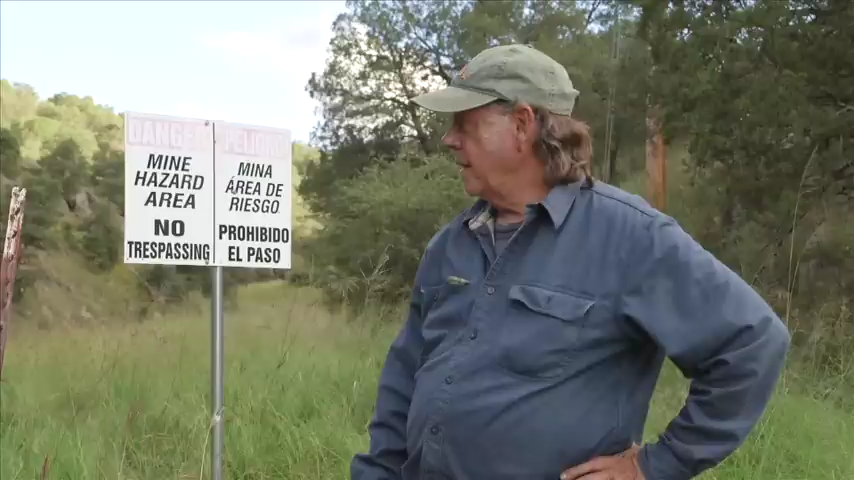 DANGER
MINE
HAZARD
AREA
NO
TRESPASSING
PELIGRO
MINA
ÁREA DE
RIESGO
PROHIBIDO
EL PASO